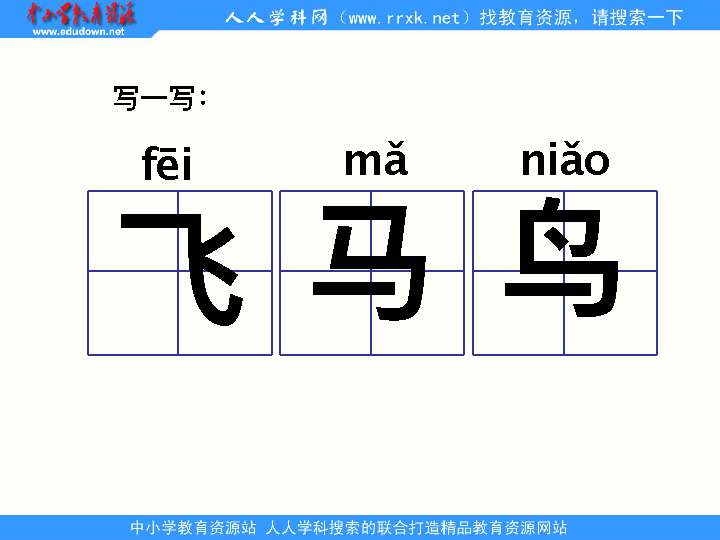 中小学教育资源
www.edudown.net
人人学科网（www.rrxk.net）找教育资源，请搜索一下
写一写：
fēi mǎ niǎo
飞 马 鸟
中小学教育资源站 人人学科搜索的联合打造精品教育资源网站